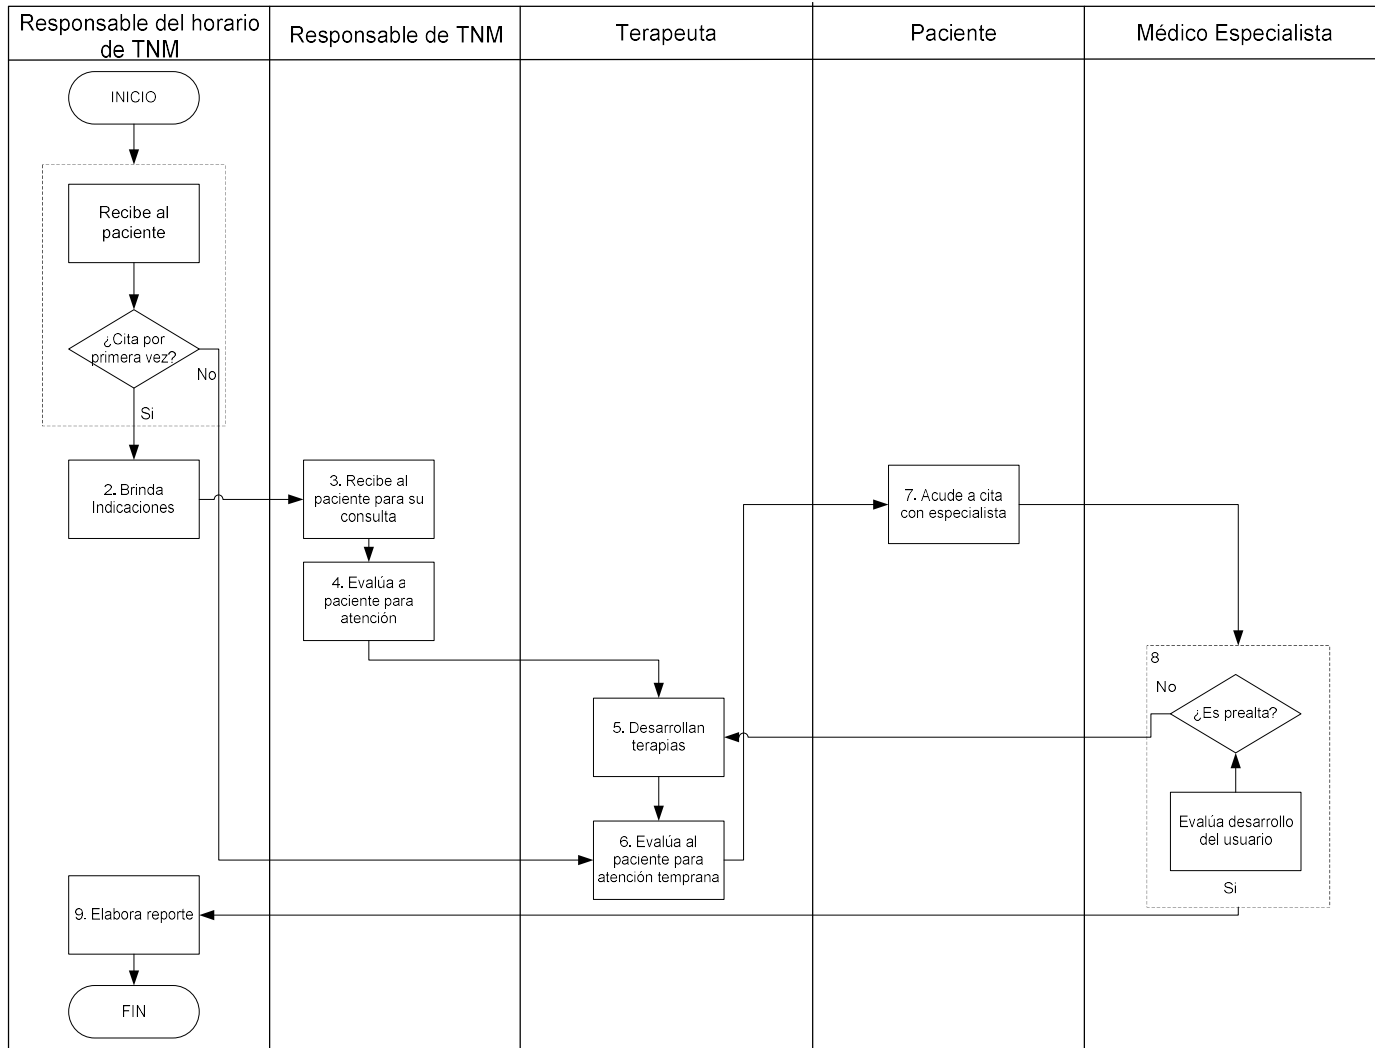 Responsable del horario
de TNM
Responsable de TNM
Terapeuta
Paciente
Médico Especialista
INICIO
Recibe al
paciente
¿Cita por
primera vez?
No
Si
2. Brinda
Indicaciones
3. Recibe al
paciente para su
consulta
4. Evalúa a
paciente para
atención
5. Desarrollan
terapias
6. Evalúa al
paciente para
atención temprana
7. Acude a cita
con especialista
8
No
¿Es prealta?
Evalúa desarrollo
del usuario
Si
9. Elabora reporte
FIN